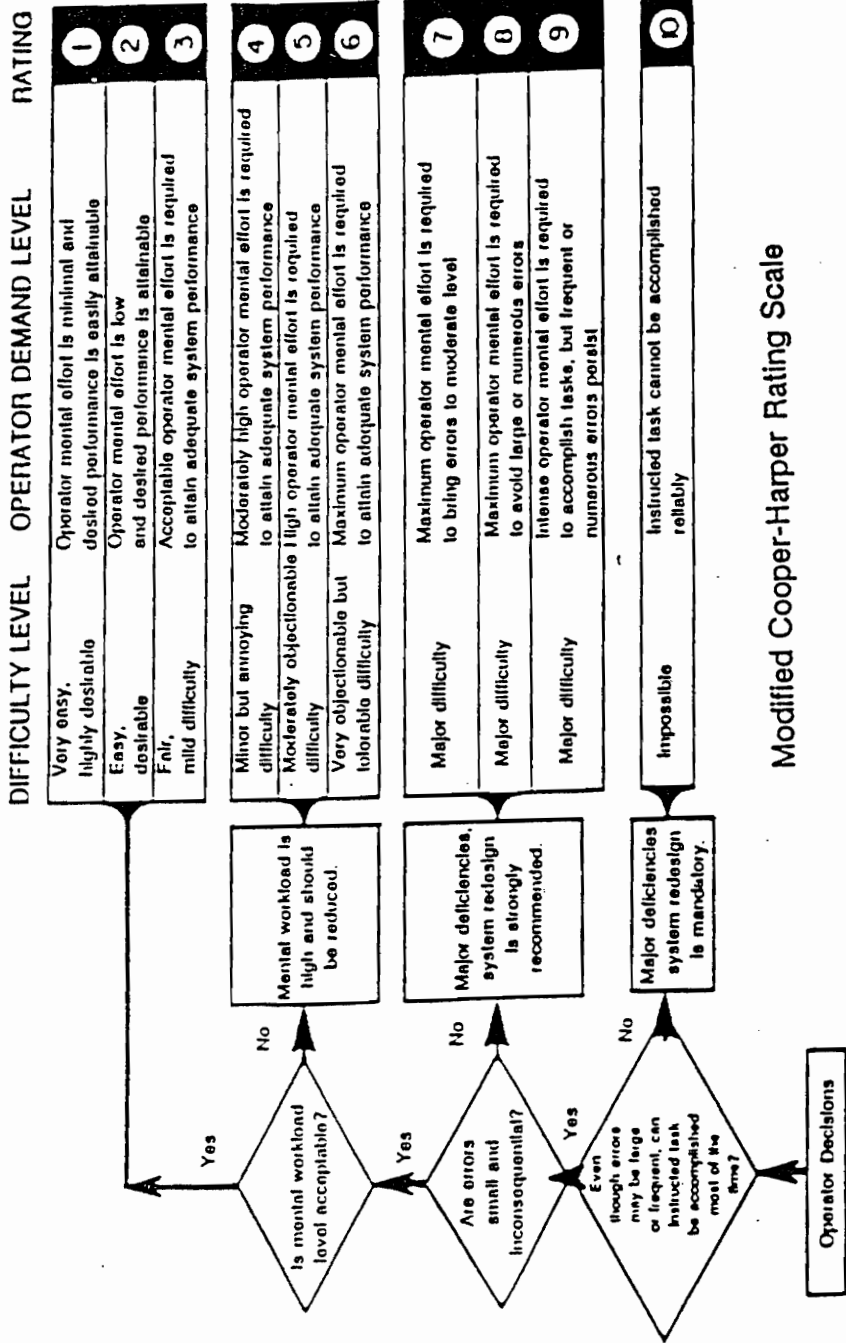 DIFFICULTY LEVEL OPERATOR DEMAND LEVEL RATING
Very easy,
highly desirable
Operator mental effort is minimal and
desired performance is easily attainable
1
Easy,
desirable
Operator mental effort is low
and desired performance is attainable
2
Fair,
mild difficulty
Acceptable operator mental effort is required
to attain adequate system performance
3
Minor but annoying
difficulty
Moderately high operator mental effort is required
to attain adequate system performance
4
Moderately objectionable
difficulty
High operator mental effort is required
to attain adequate system performance
5
Very objectionable but
tolerable difficulty
Maximum operator mental effort is required
to attain adequate system performance
6
Major difficulty
Maximum operator mental effort is required
to bring errors to moderate level
7
Major difficulty
Maximum operator mental effort is required
to avoid large or numerous errors
8
Major difficulty
Intense operator mental effort is required
to accomplish tasks, but frequent or
numerous errors persist
9
Impossible
Instructed task cannot be accomplished
reliably
10
Yes
Is mental workload
level acceptable?
No
Mental workload is
high and should
be reduced.
Yes
Are errors
small and
inconsequential?
No
Major deficiencies,
system redesign
is strongly
recommended.
Yes
Even
though errors
may be large
or frequent, can
instructed task
be accomplished
most of the
time?
No
Major deficiencies
system redesign
is mandatory.
Operator Decisions
Modified Cooper-Harper Rating Scale